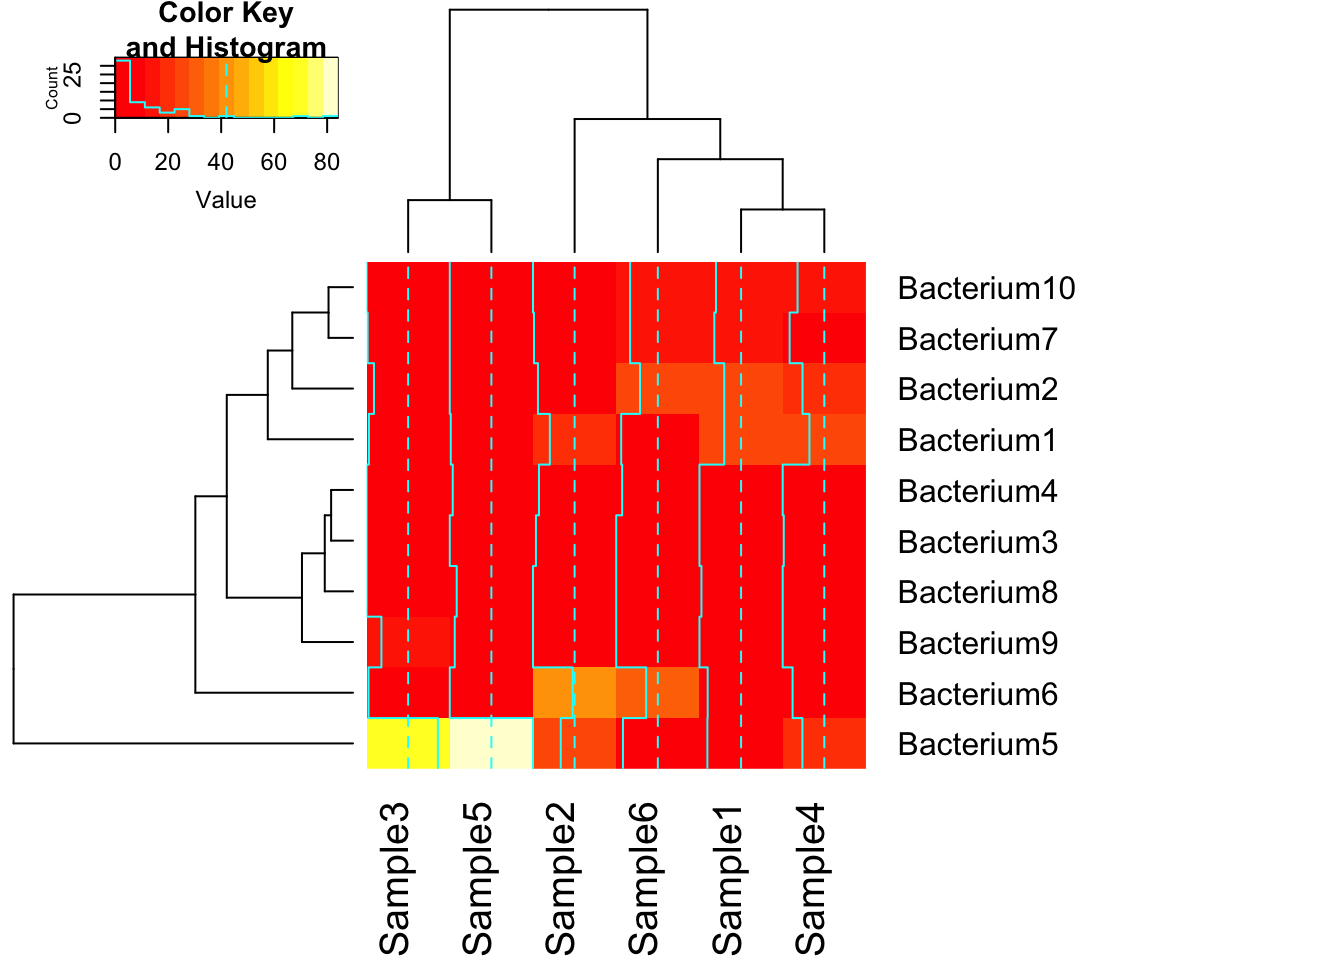 Color Key
and Histogram
Count
0 25
0 20 40 60 80
Value
Bacterium10
Bacterium7
Bacterium2
Bacterium1
Bacterium4
Bacterium3
Bacterium8
Bacterium9
Bacterium6
Bacterium5
Sample3
Sample5
Sample2
Sample6
Sample1
Sample4